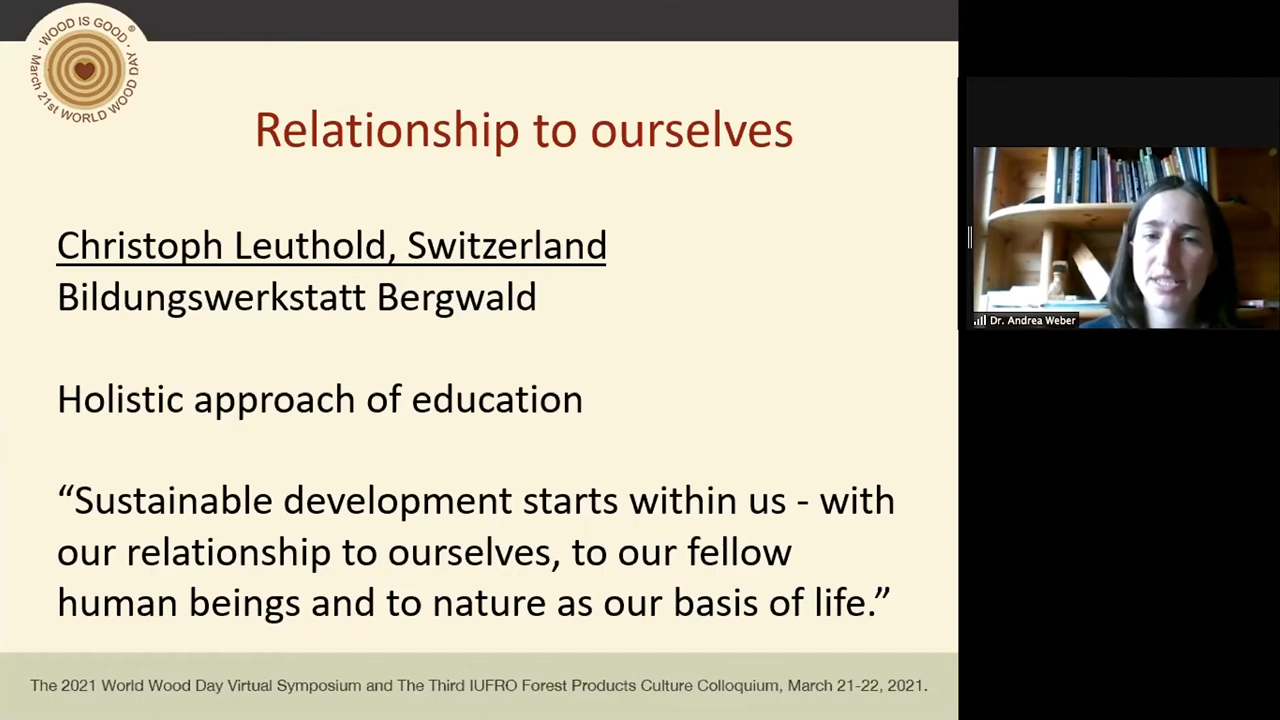 · WOOD IS GOOD ·®
March 21st WORLD WOOD DAY
Relationship to ourselves
Christoph Leuthold, Switzerland
Bildungswerkstatt Bergwald
Holistic approach of education
“Sustainable development starts within us - with
our relationship to ourselves, to our fellow
human beings and to nature as our basis of life.”
Dr. Andrea Weber
The 2021 World Wood Day Virtual Symposium and The Third IUFRO Forest Products Culture Colloquium, March 21-22, 2021.